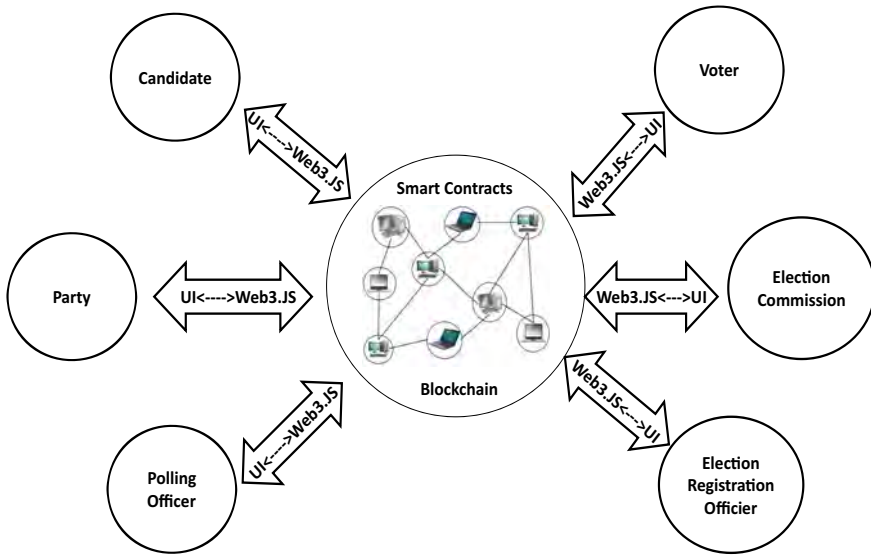 Candidate
Voter
UI<---->Web3.JS
Web3.JS<--->UI
Smart Contracts
Party
UI<---->Web3.JS
Web3.JS<--->UI
Election
Commission
Blockchain
UI<---->Web3.JS
Web3.JS<--->UI
Polling
Officer
Election
Registration
Officier